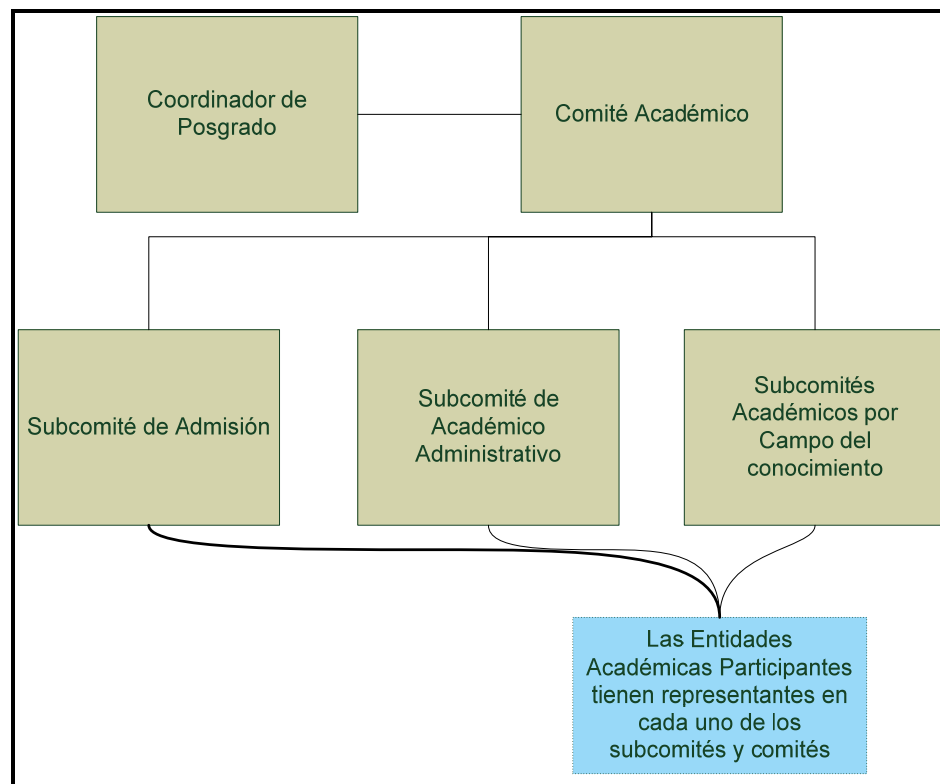 Coordinador de
Posgrado
Comité Académico
Subcomité de Admisión
Subcomité de
Académico
Administrativo
Subcomités
Académicos por
Campo del
conocimiento
Las Entidades
Académicas Participantes
tienen representantes en
cada uno de los
subcomités y comités